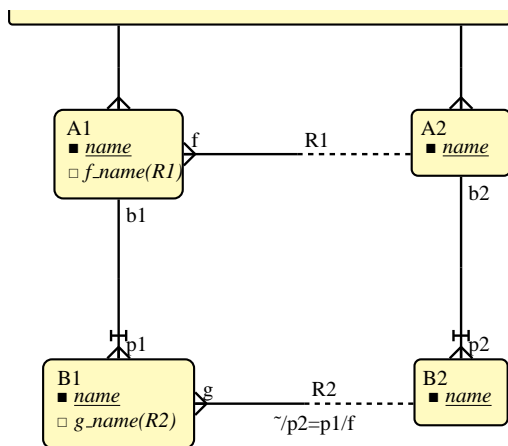 A1
■ name
□ f_name(R1)
f
R1
A2
■ name
b1
b2
p1
p2
B1
■ name
□ g_name(R2)
g
R2
~/p2=p1/f
B2
■ name